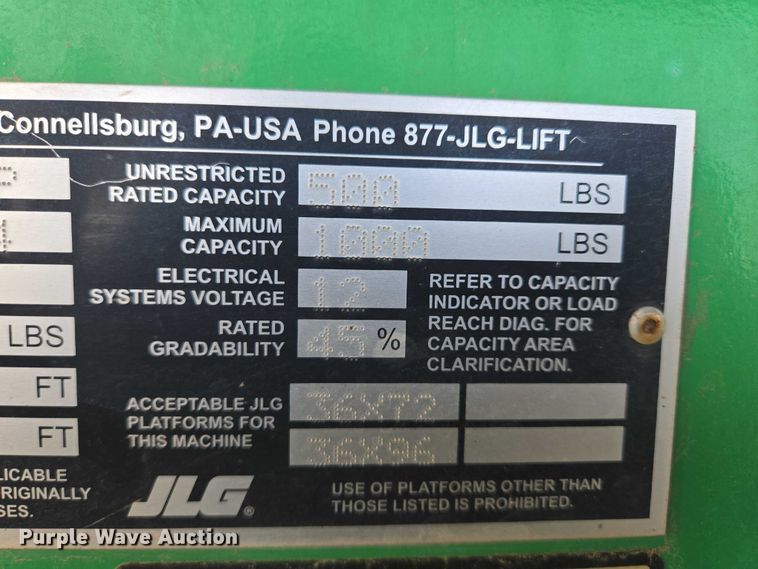 Connellsburg, PA-USA Phone 877-JLG-LIFT
UNRESTRICTED
RATED CAPACITY 500 LBS
MAXIMUM
CAPACITY 1000 LBS
ELECTRICAL
SYSTEMS VOLTAGE 12
RATED
GRADABILITY 45 %
REFER TO CAPACITY
INDICATOR OR LOAD
REACH DIAG. FOR
CAPACITY AREA
CLARIFICATION.
LBS
FT
FT
ACCEPTABLE JLG
PLATFORMS FOR
THIS MACHINE
36X72
36X96
LICABLE
ORIGINALLY
SES.
JLG®
USE OF PLATFORMS OTHER THAN
THOSE LISTED IS PROHIBITED.
Purple Wave Auction